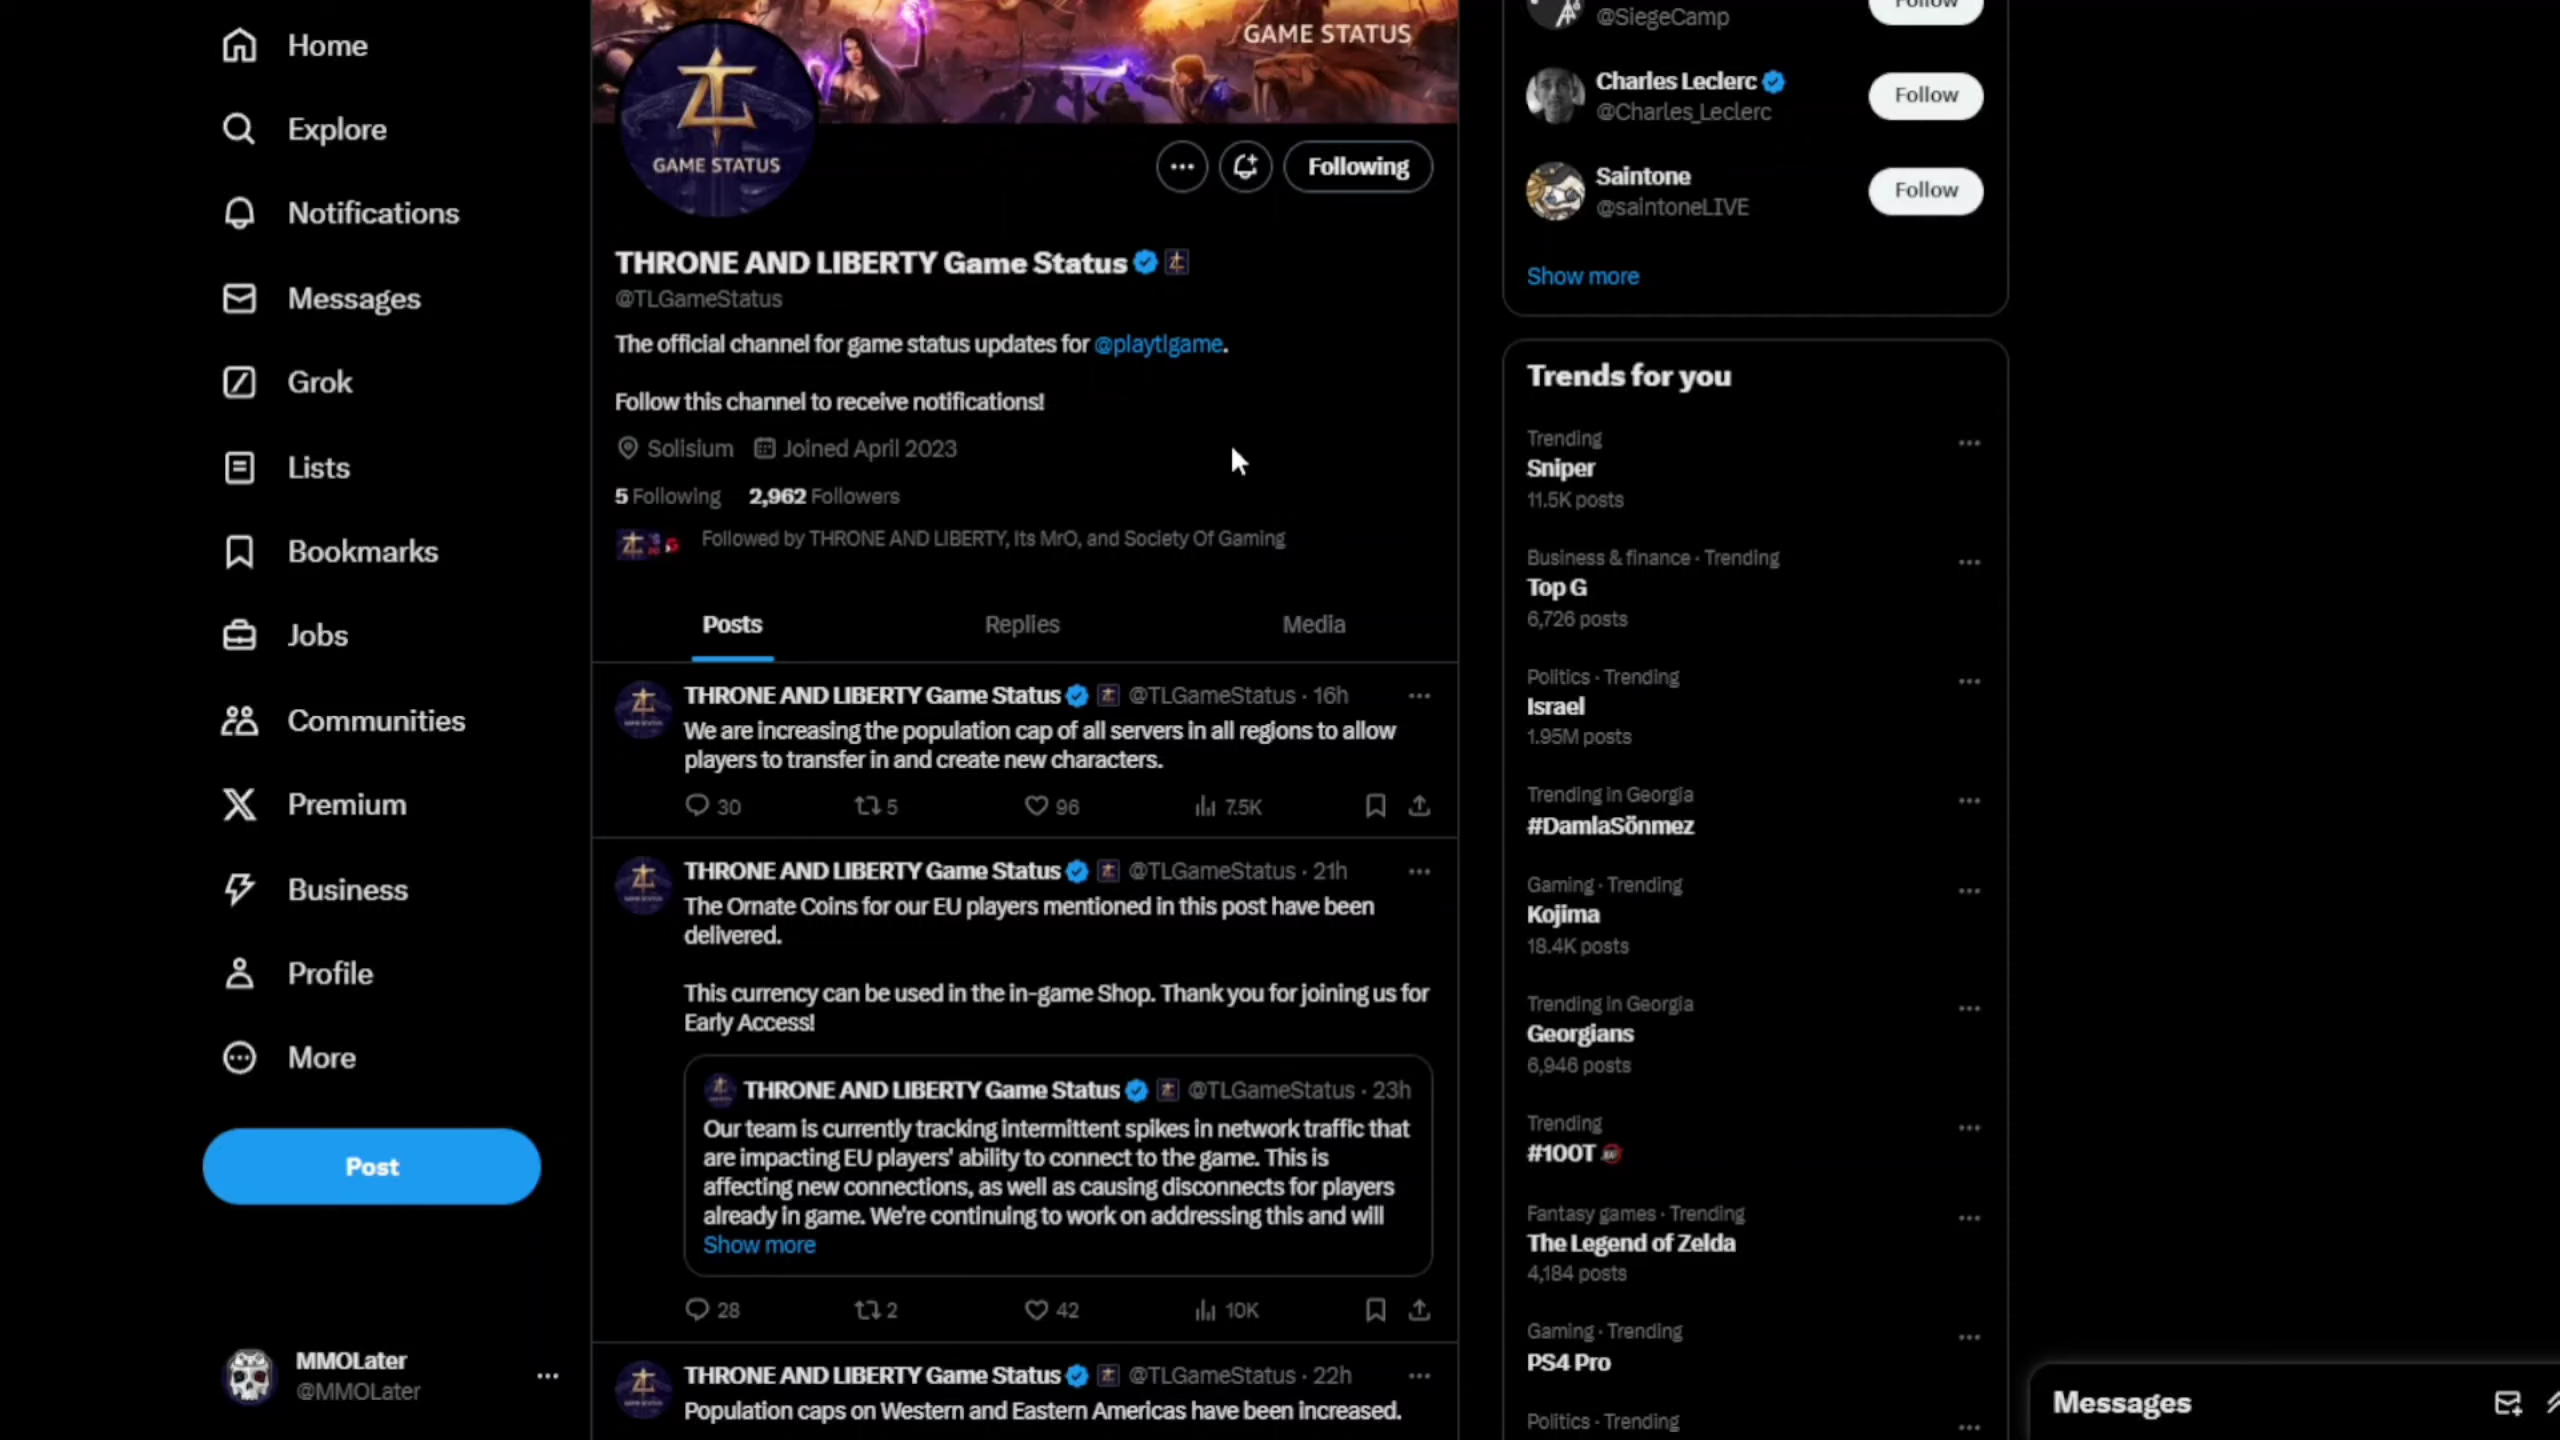 Home
Explore
Notifications
Messages
Grok
Lists
Bookmarks
Jobs
Communities
Premium
Business
Profile
More
Post
MMOLater
@MMOLater
GAME STATUS
GAME STATUS
Following
THRONE AND LIBERTY Game Status
@TLGameStatus
The official channel for game status updates for @playtlgame.
Follow this channel to receive notifications!
Solisium Joined April 2023
5 Following 2,962 Followers
Followed by THRONE AND LIBERTY, Its MrO, and Society Of Gaming
Posts Replies Media
THRONE AND LIBERTY Game Status @TLGameStatus · 16h
We are increasing the population cap of all servers in all regions to allow
players to transfer in and create new characters.
30 5 96 7.5K
THRONE AND LIBERTY Game Status @TLGameStatus · 21h
The Ornate Coins for our EU players mentioned in this post have been
delivered.
This currency can be used in the in-game Shop. Thank you for joining us for
Early Access!
THRONE AND LIBERTY Game Status @TLGameStatus · 23h
Our team is currently tracking intermittent spikes in network traffic that
are impacting EU players' ability to connect to the game. This is
affecting new connections, as well as causing disconnects for players
already in game. We're continuing to work on addressing this and will
Show more
28 2 42 10K
THRONE AND LIBERTY Game Status @TLGameStatus · 22h
Population caps on Western and Eastern Americas have been increased.
@SiegeCamp
Follow
Charles Leclerc
@Charles_Leclerc
Follow
Saintone
@saintoneLIVE
Follow
Show more
Trends for you
Trending
Sniper
11.5K posts
Business & finance · Trending
Top G
6,726 posts
Politics · Trending
Israel
1.95M posts
Trending in Georgia
#DamlaSönmez
Gaming · Trending
Kojima
18.4K posts
Trending in Georgia
Georgians
6,946 posts
Trending
#100T
Fantasy games · Trending
The Legend of Zelda
4,184 posts
Gaming · Trending
PS4 Pro
Politics · Trending
Messages